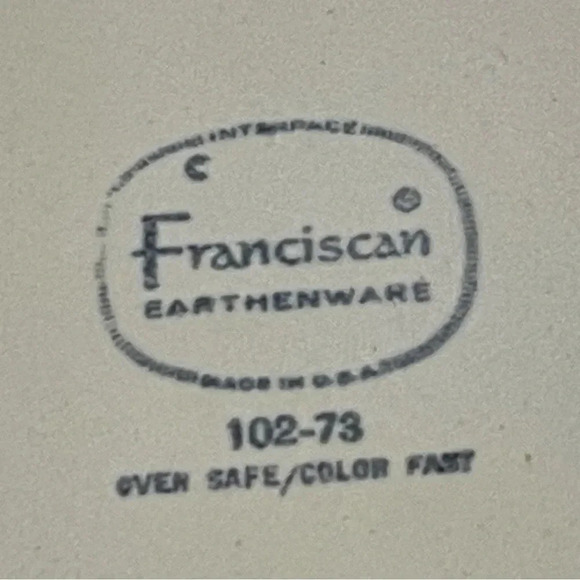 INTERPACE
C
®
Franciscan
EARTHENWARE
MADE IN U.S.A.
102-73
OVEN SAFE/COLOR FAST